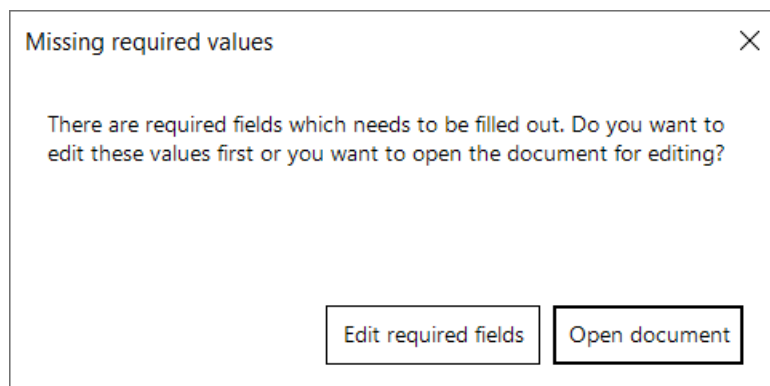 Missing required values
There are required fields which needs to be filled out. Do you want to
edit these values first or you want to open the document for editing?
Edit required fields
Open document